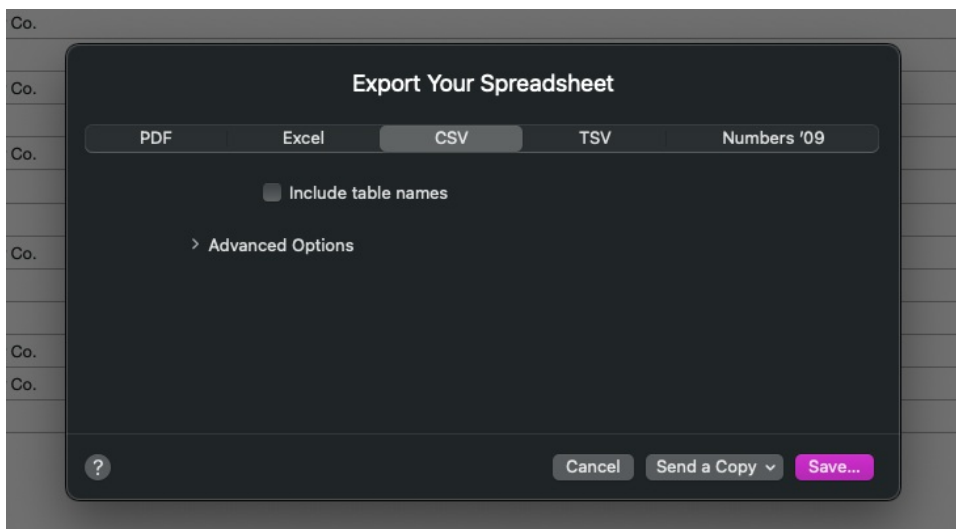 Co.
Co.
Co.
Co.
Co.
Co.
Export Your Spreadsheet
PDF Excel CSV TSV Numbers '09
Include table names
> Advanced Options
? Cancel Send a Copy Save...